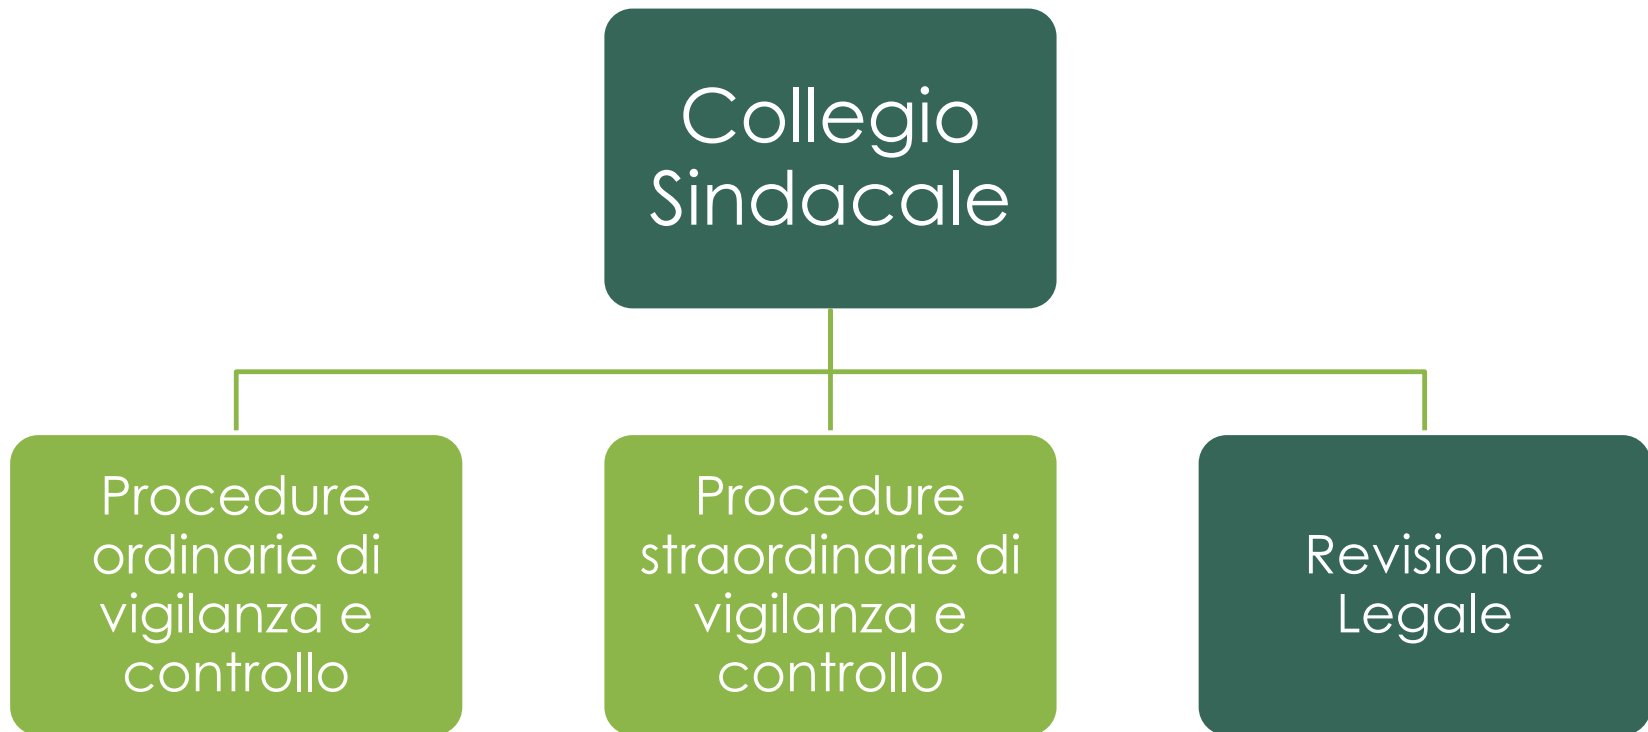 Collegio
Sindacale
Procedure
ordinarie di
vigilanza e
controllo
Procedure
straordinarie di
vigilanza e
controllo
Revisione
Legale